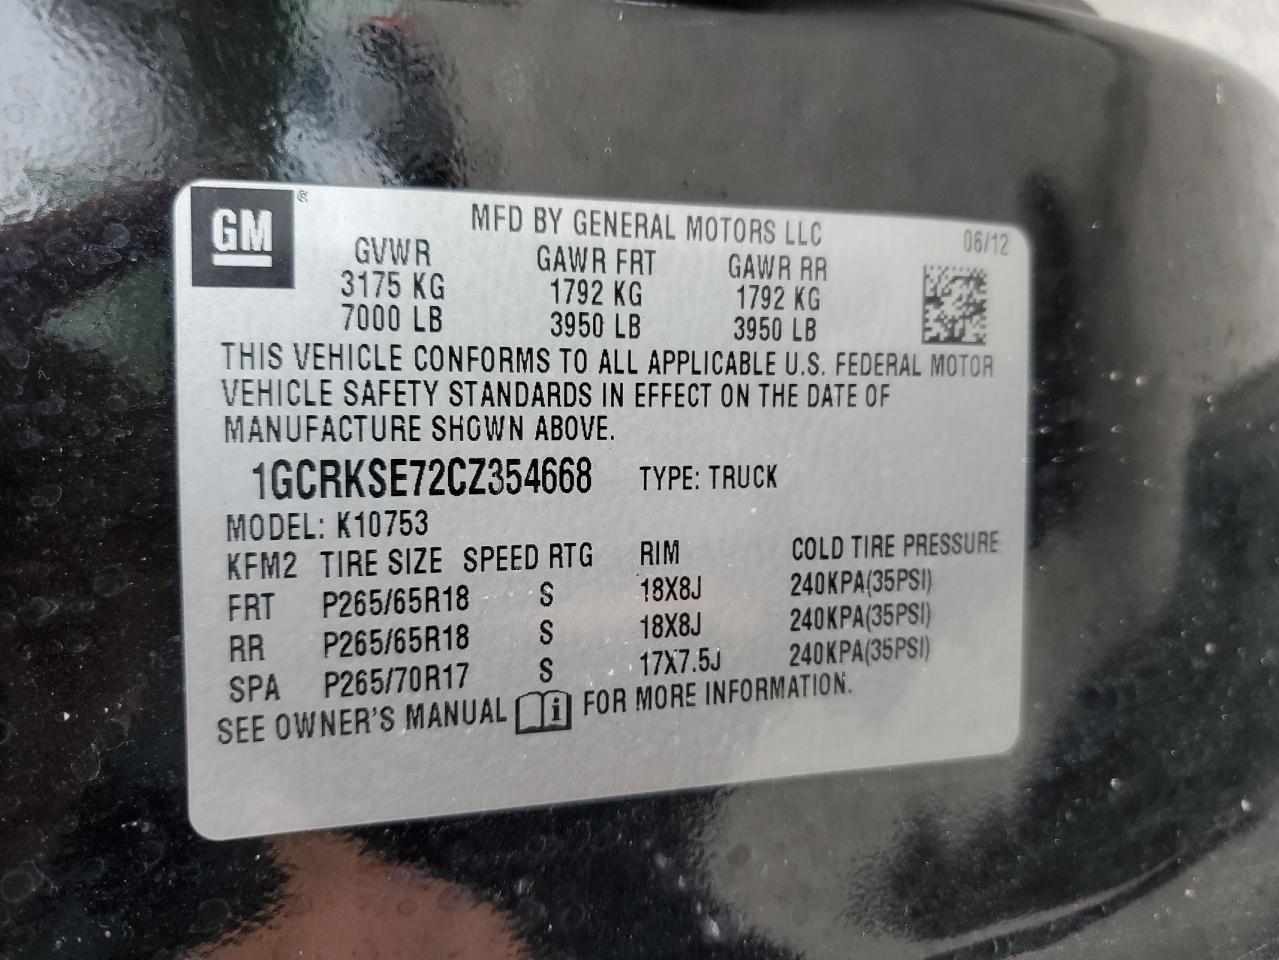 GM ®
MFD BY GENERAL MOTORS LLC
06/12
GVWR GAWR FRT GAWR RR
3175 KG 1792 KG 1792 KG
7000 LB 3950 LB 3950 LB
THIS VEHICLE CONFORMS TO ALL APPLICABLE U.S. FEDERAL MOTOR
VEHICLE SAFETY STANDARDS IN EFFECT ON THE DATE OF
MANUFACTURE SHOWN ABOVE.
1GCRKSE72CZ354668 TYPE: TRUCK
MODEL: K10753
KFM2 TIRE SIZE SPEED RTG RIM COLD TIRE PRESSURE
FRT P265/65R18 S 18X8J 240KPA(35PSI)
RR P265/65R18 S 18X8J 240KPA(35PSI)
SPA P265/70R17 S 17X7.5J 240KPA(35PSI)
SEE OWNER'S MANUAL i FOR MORE INFORMATION.